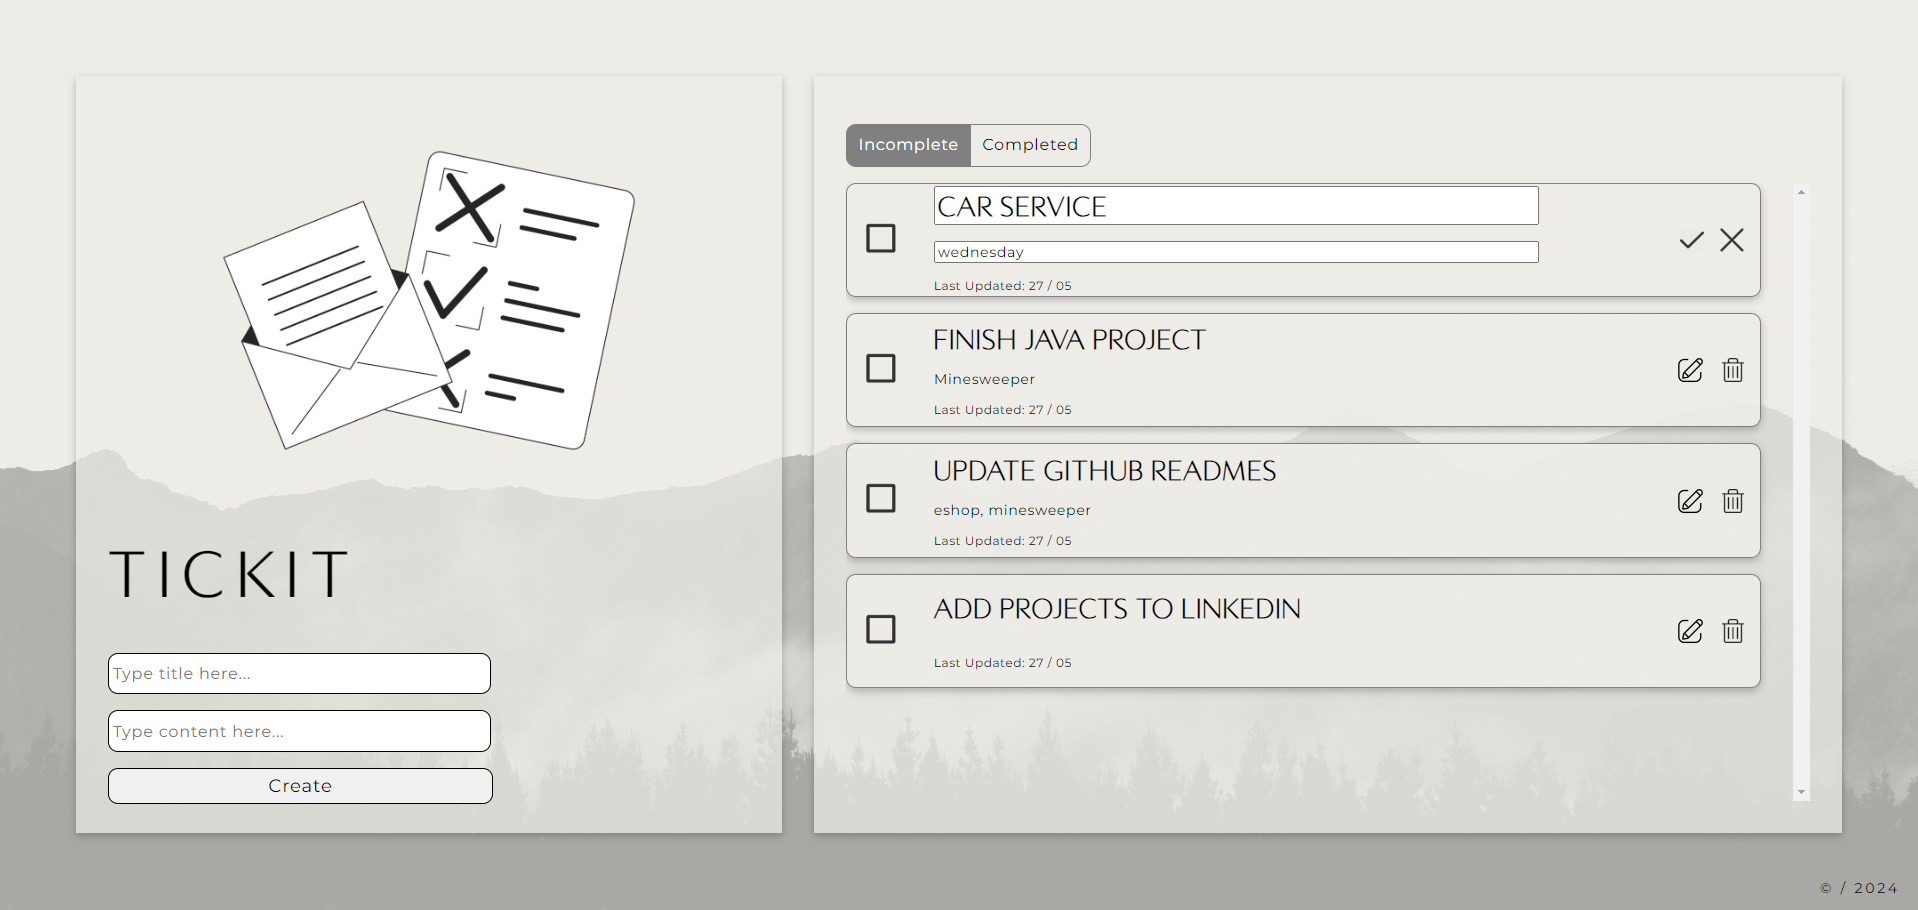 TICKIT
Type title here...
Type content here...
Create
Incomplete Completed
CAR SERVICE
wednesday
Last Updated: 27 / 05
FINISH JAVA PROJECT
Minesweeper
Last Updated: 27 / 05
UPDATE GITHUB READMES
eshop, minesweeper
Last Updated: 27 / 05
ADD PROJECTS TO LINKEDIN
Last Updated: 27 / 05
© / 2024